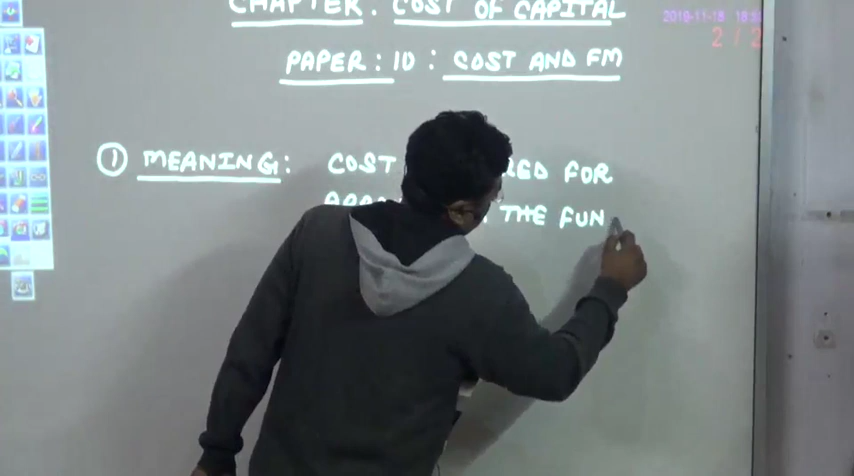 CHAPTER: COST OF CAPITAL
2019-11-18
2/2
PAPER: 10: COST AND FM
① MEANING: COST RED FOR
THE FUN